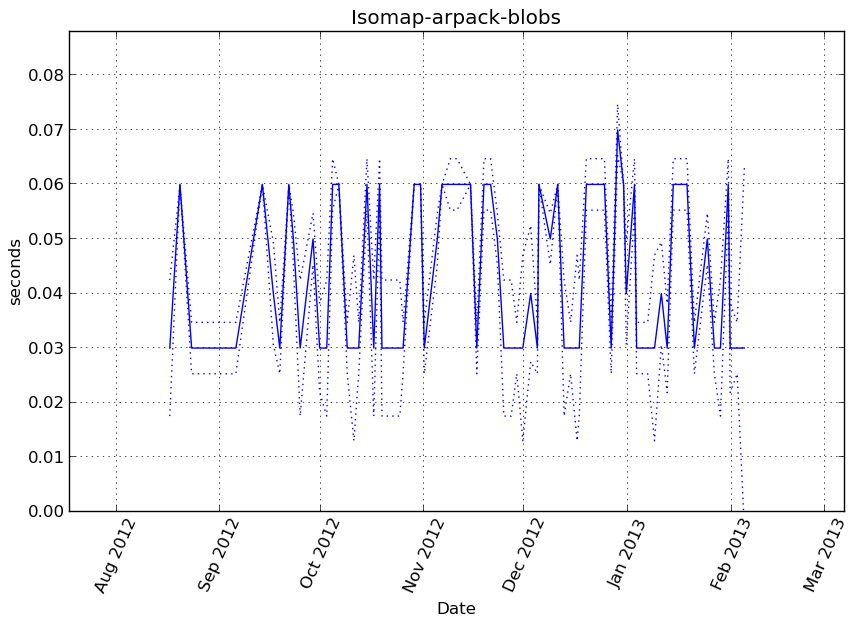 Isomap-arpack-blobs
0.08
0.07
0.06
0.05
0.04
0.03
0.02
0.01
0.00
seconds
Aug 2012
Sep 2012
Oct 2012
Nov 2012
Dec 2012
Jan 2013
Feb 2013
Mar 2013
Date